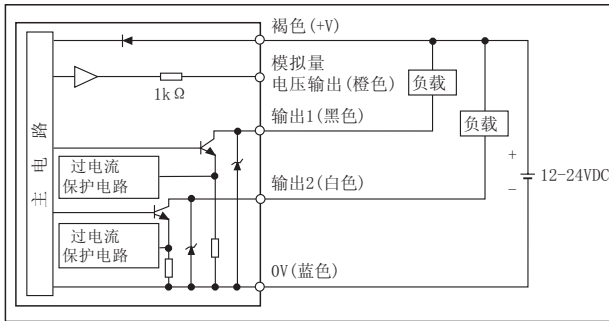 褐色(+V)
模拟量
电压输出(橙色)
1kΩ
负载
输出1(黑色)
负载
主电路
过电流
保护电路
+
12-24VDC
−
输出2(白色)
过电流
保护电路
0V(蓝色)